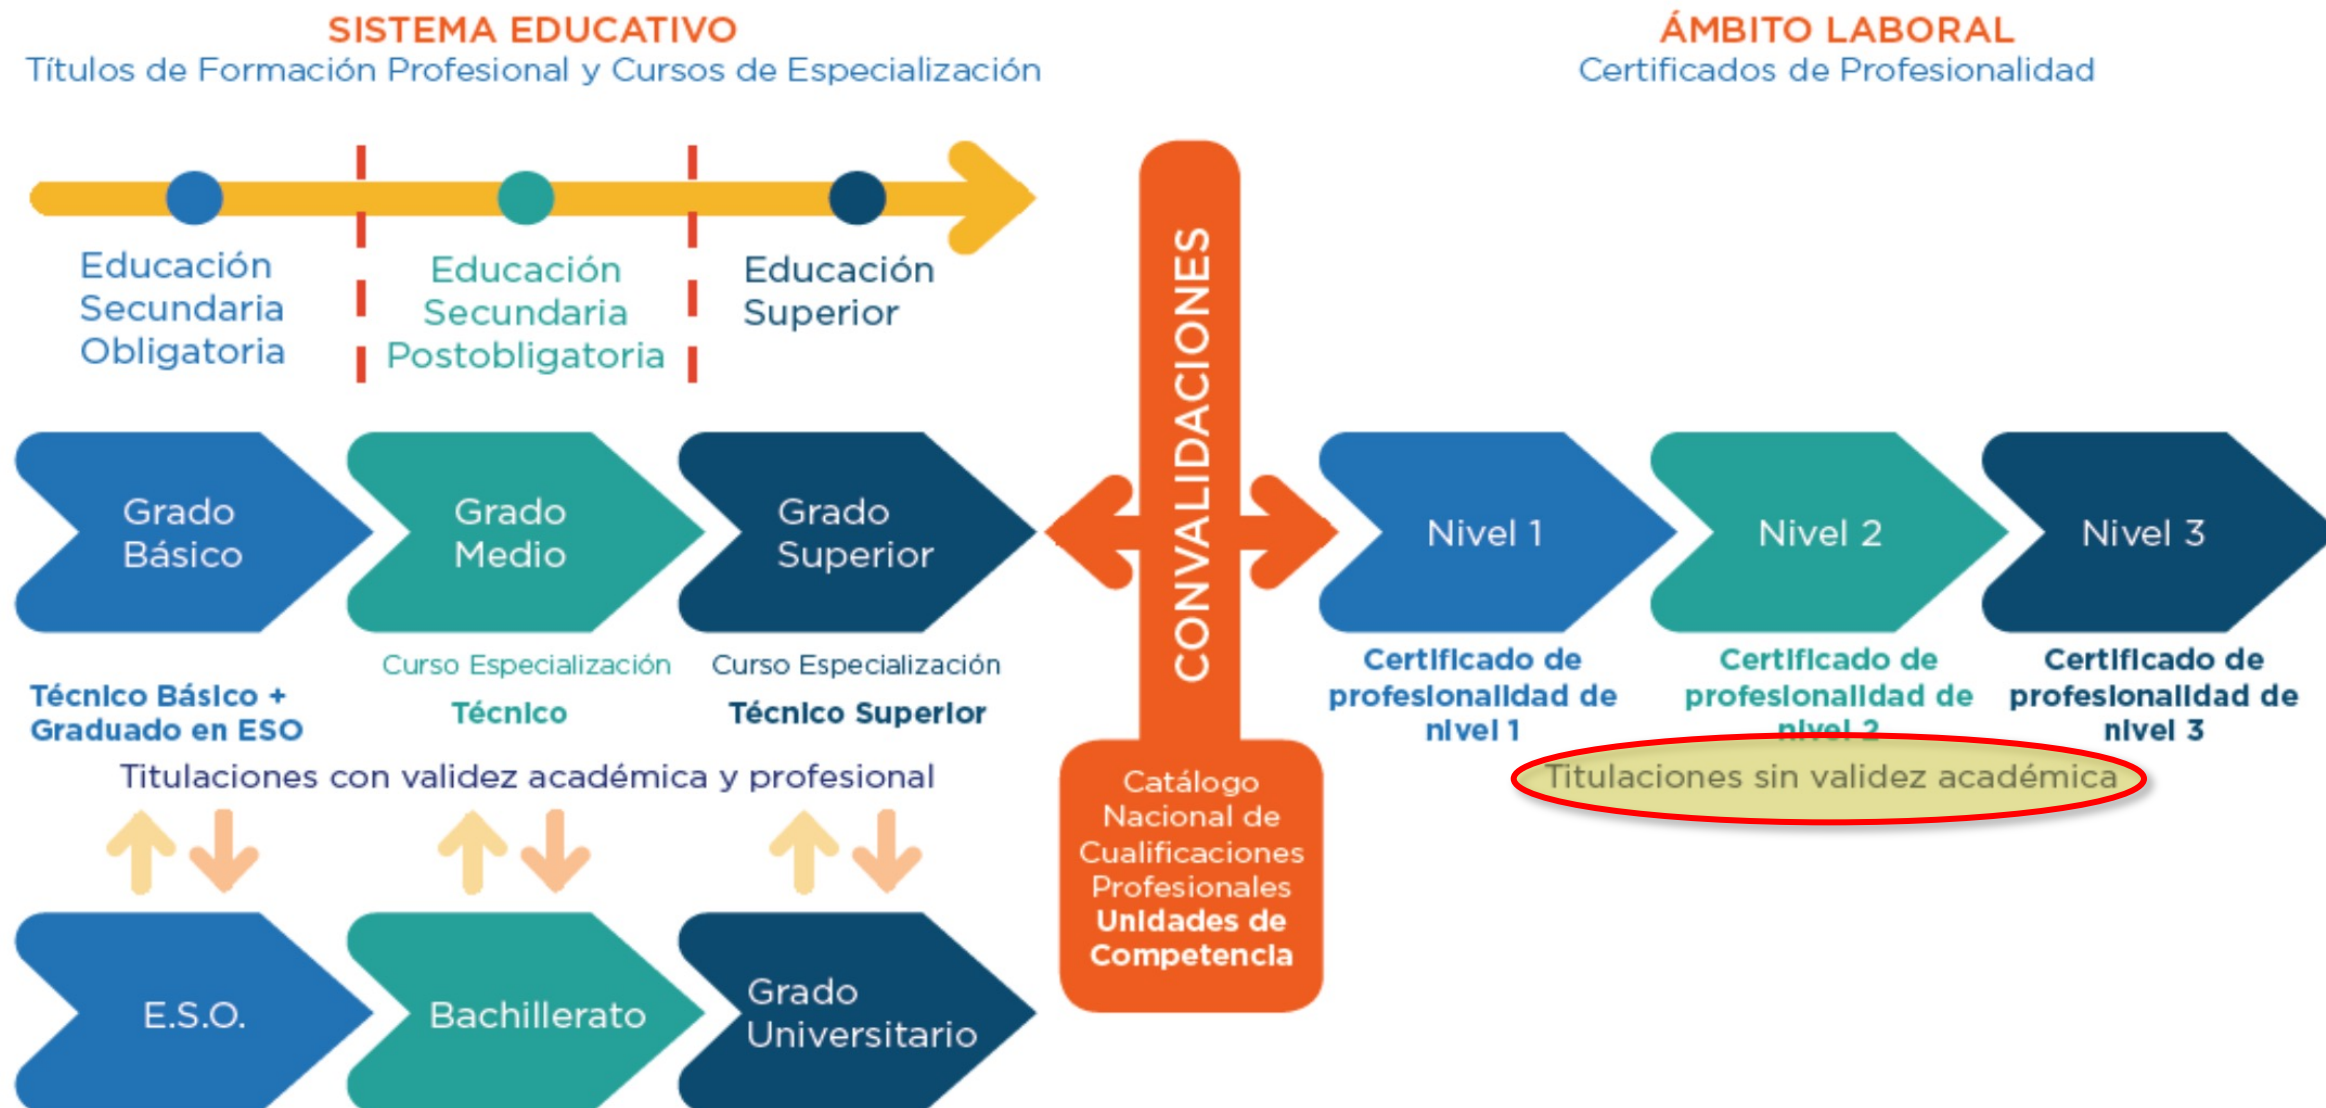 SISTEMA EDUCATIVO
Títulos de Formación Profesional y Cursos de Especialización
Educación
Secundaria
Obligatoria
Educación
Secundaria
Postobligatoria
Educación
Superior
Grado
Básico
Grado
Medio
Grado
Superior
Técnico Básico +
Graduado en ESO
Curso Especialización
Técnico
Curso Especialización
Técnico Superior
Titulaciones con validez académica y profesional
E.S.O.
Bachillerato
Grado
Universitario
CONVALIDACIONES
Catálogo
Nacional de
Cualificaciones
Profesionales
Unidades de
Competencia
ÁMBITO LABORAL
Certificados de Profesionalidad
Nivel 1
Nivel 2
Nivel 3
Certificado de
profesionalidad de
nivel 1
Certificado de
profesionalidad de
nivel 2
Certificado de
profesionalidad de
nivel 3
Titulaciones sin validez académica